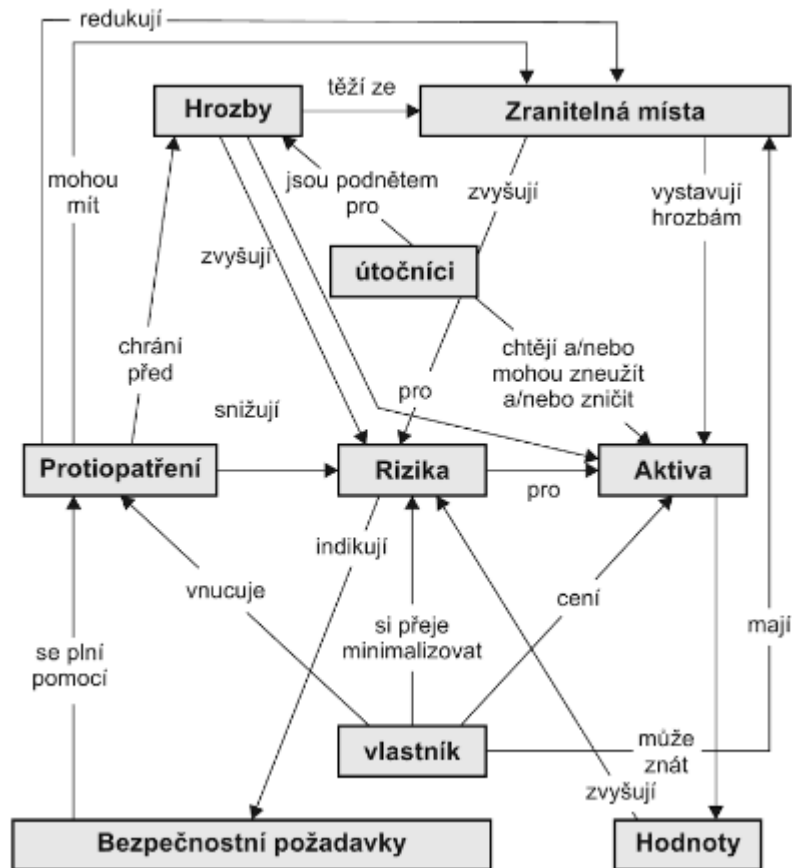 redukují
těží ze
Hrozby
Zranitelná místa
mohou
mít
jsou podnětem
pro
zvyšují
vystavují
hrozbám
zvyšují
útočníci
chrání
před
chtějí a/nebo
mohou zneužít
a/nebo zničit
snižují
pro
Protiopatření
Rizika
Aktiva
pro
indikují
vnucuje
cení
si přeje
minimalizovat
mají
se plní
pomocí
vlastník
může
znát
zvyšují
Bezpečnostní požadavky
Hodnoty